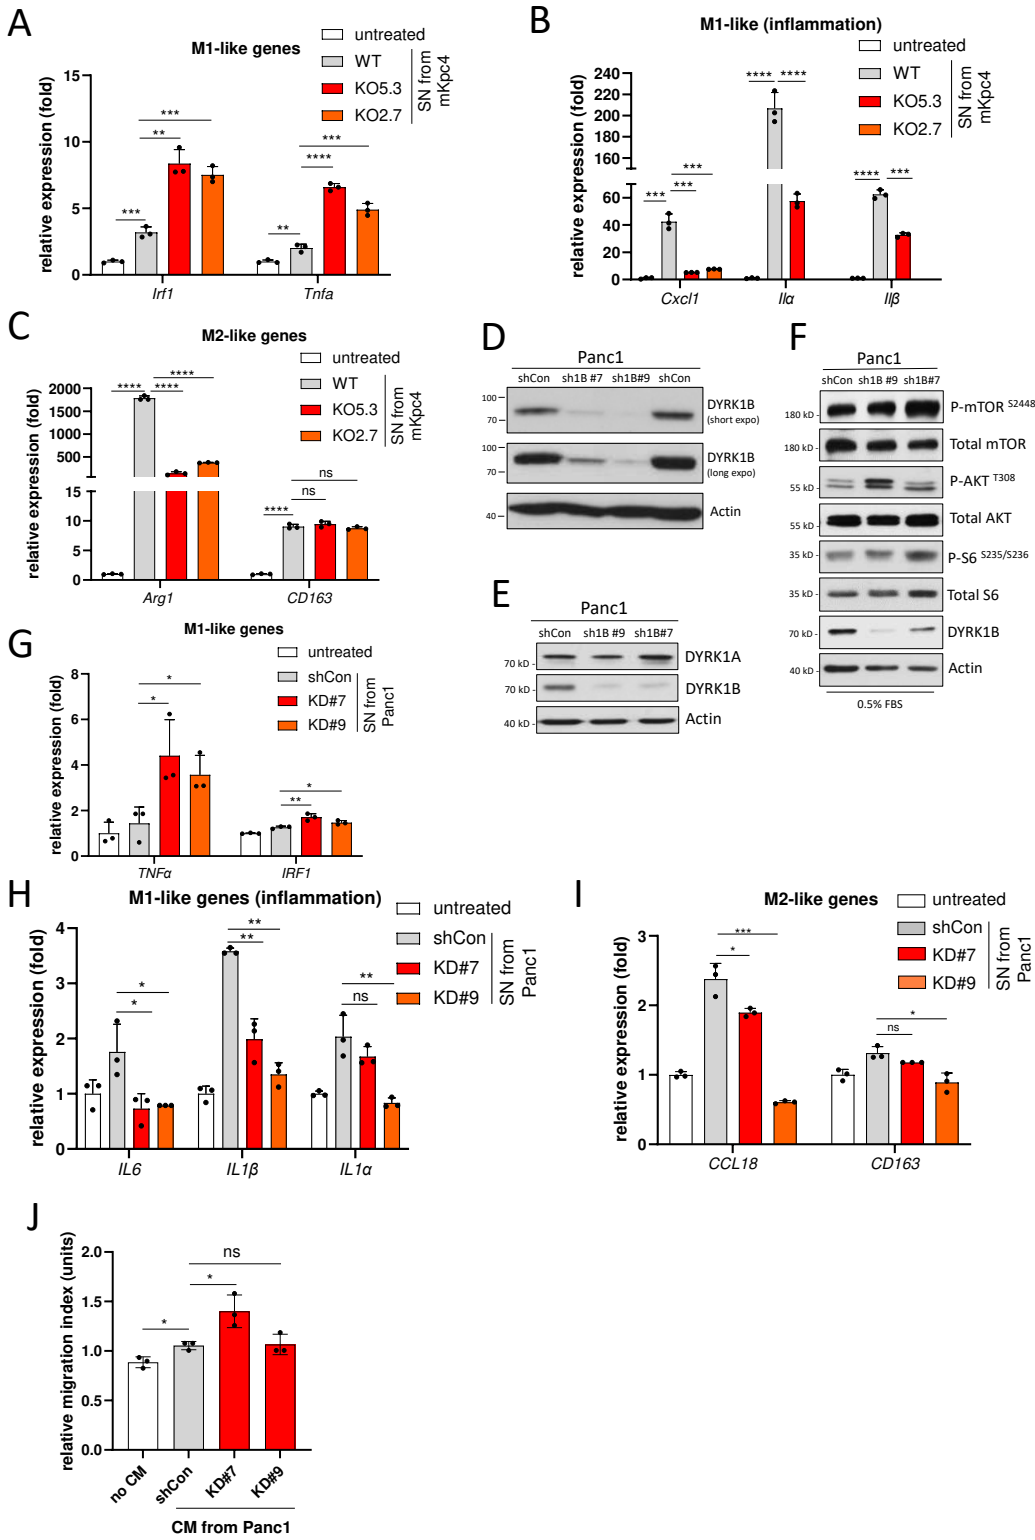 A
M1-like genes
untreated
WT
KO5.3
KO2.7
SN from
mKpc4
relative expression (fold)
15
10
5
0
***
**
***
**
****
***
Irf1
Tnfa
B
M1-like (inflammation)
untreated
WT
KO5.3
KO2.7
SN from
mKpc4
relative expression (fold)
240
220
200
180
160
60
40
20
0
***
***
***
****
****
****
***
Cxcl1
Ilα
Ilβ
C
M2-like genes
untreated
WT
KO5.3
KO2.7
SN from
mKpc4
relative expression (fold)
2000
1500
1000
500
15
10
5
0
****
****
****
****
ns
ns
Arg1
CD163
D
Panc1
shCon
sh1B #7
sh1B#9
shCon
100
70
DYRK1B
(short expo)
100
70
DYRK1B
(long expo)
40
Actin
E
Panc1
shCon
sh1B #9
sh1B#7
70 kD
DYRK1A
70 kD
DYRK1B
40 kD
Actin
F
Panc1
shCon
sh1B #9
sh1B#7
180 kD
P-mTOR S2448
180 kD
Total mTOR
55 kD
P-AKT T308
55 kD
Total AKT
35 kD
P-S6 S235/S236
35 kD
Total S6
70 kD
DYRK1B
40 kD
Actin
0.5% FBS
G
M1-like genes
untreated
shCon
KD#7
KD#9
SN from
Panc1
relative expression (fold)
8
6
4
2
0
*
*
**
*
TNFα
IRF1
H
M1-like genes (inflammation)
untreated
shCon
KD#7
KD#9
SN from
Panc1
relative expression (fold)
4
3
2
1
0
*
*
**
**
ns
**
IL6
IL1β
IL1α
I
M2-like genes
untreated
shCon
KD#7
KD#9
SN from
Panc1
relative expression (fold)
3
2
1
0
***
*
ns
*
CCL18
CD163
J
relative migration index (units)
2.0
1.5
1.0
0.5
0.0
*
*
ns
no CM
shCon
KD#7
KD#9
CM from Panc1